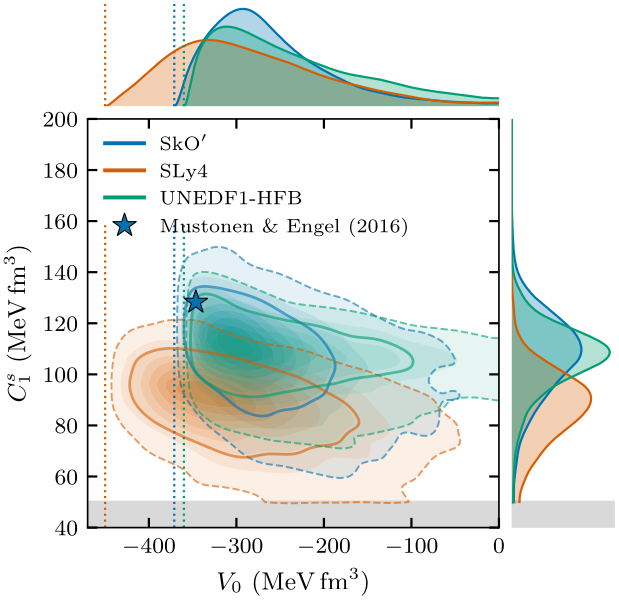 200
180
160
140
120
100
80
60
40
C₁ˢ (MeV fm³)
SkO′
SLy4
UNEDF1-HFB
Mustonen & Engel (2016)
−400 −300 −200 −100 0
V₀ (MeV fm³)